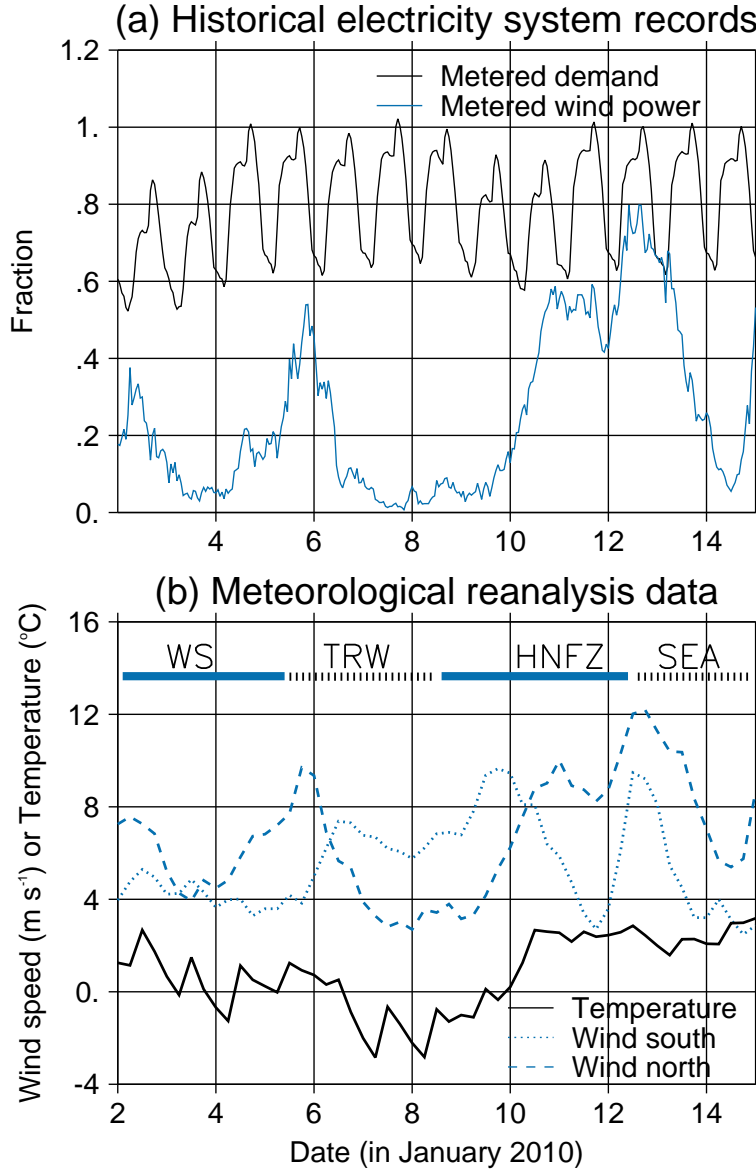 (a) Historical electricity system records
1.2
1.
.8
.6
.4
.2
0.
Fraction
Metered demand
Metered wind power
4 6 8 10 12 14
(b) Meteorological reanalysis data
16
12
8
4
0.
-4
Wind speed (m s⁻¹) or Temperature (°C)
WS TRW HNFZ SEA
Temperature
Wind south
Wind north
2 4 6 8 10 12 14
Date (in January 2010)